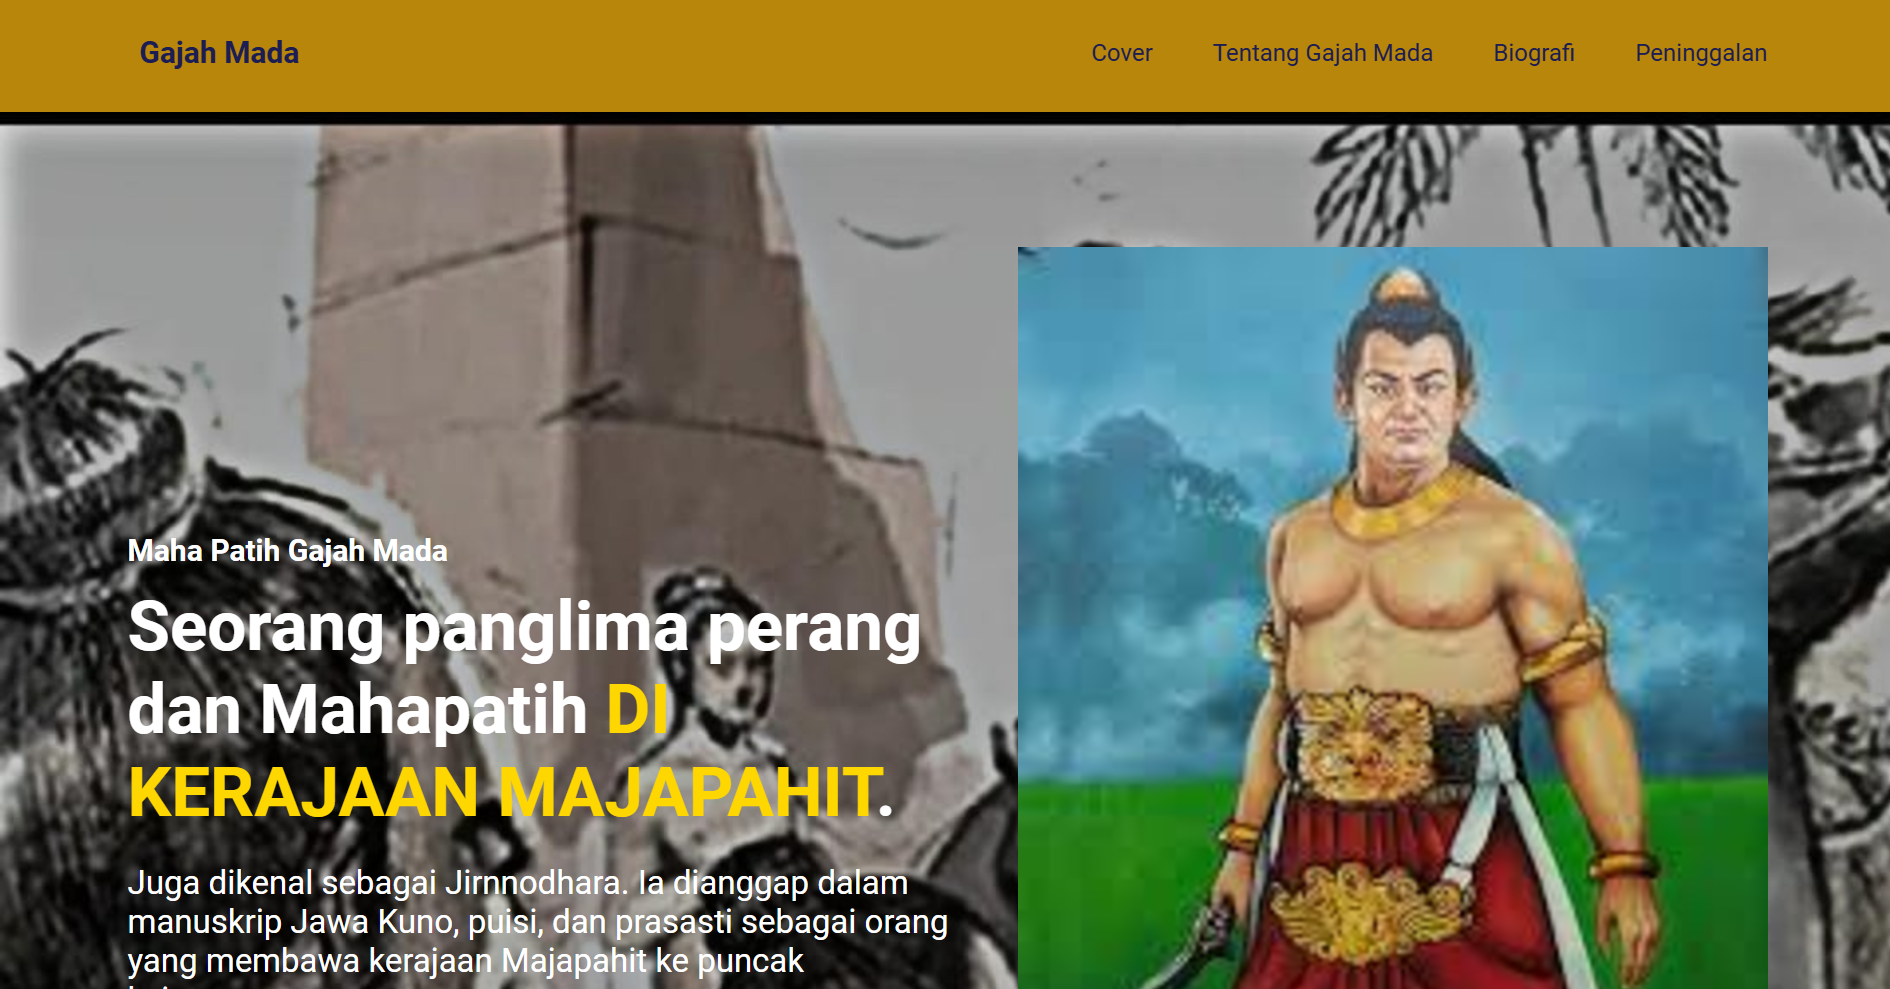 Gajah Mada
Cover
Tentang Gajah Mada
Biografi
Peninggalan
Maha Patih Gajah Mada
Seorang panglima perang
dan Mahapatih DI
KERAJAAN MAJAPAHIT.
Juga dikenal sebagai Jirnnodhara. Ia dianggap dalam
manuskrip Jawa Kuno, puisi, dan prasasti sebagai orang
yang membawa kerajaan Majapahit ke puncak